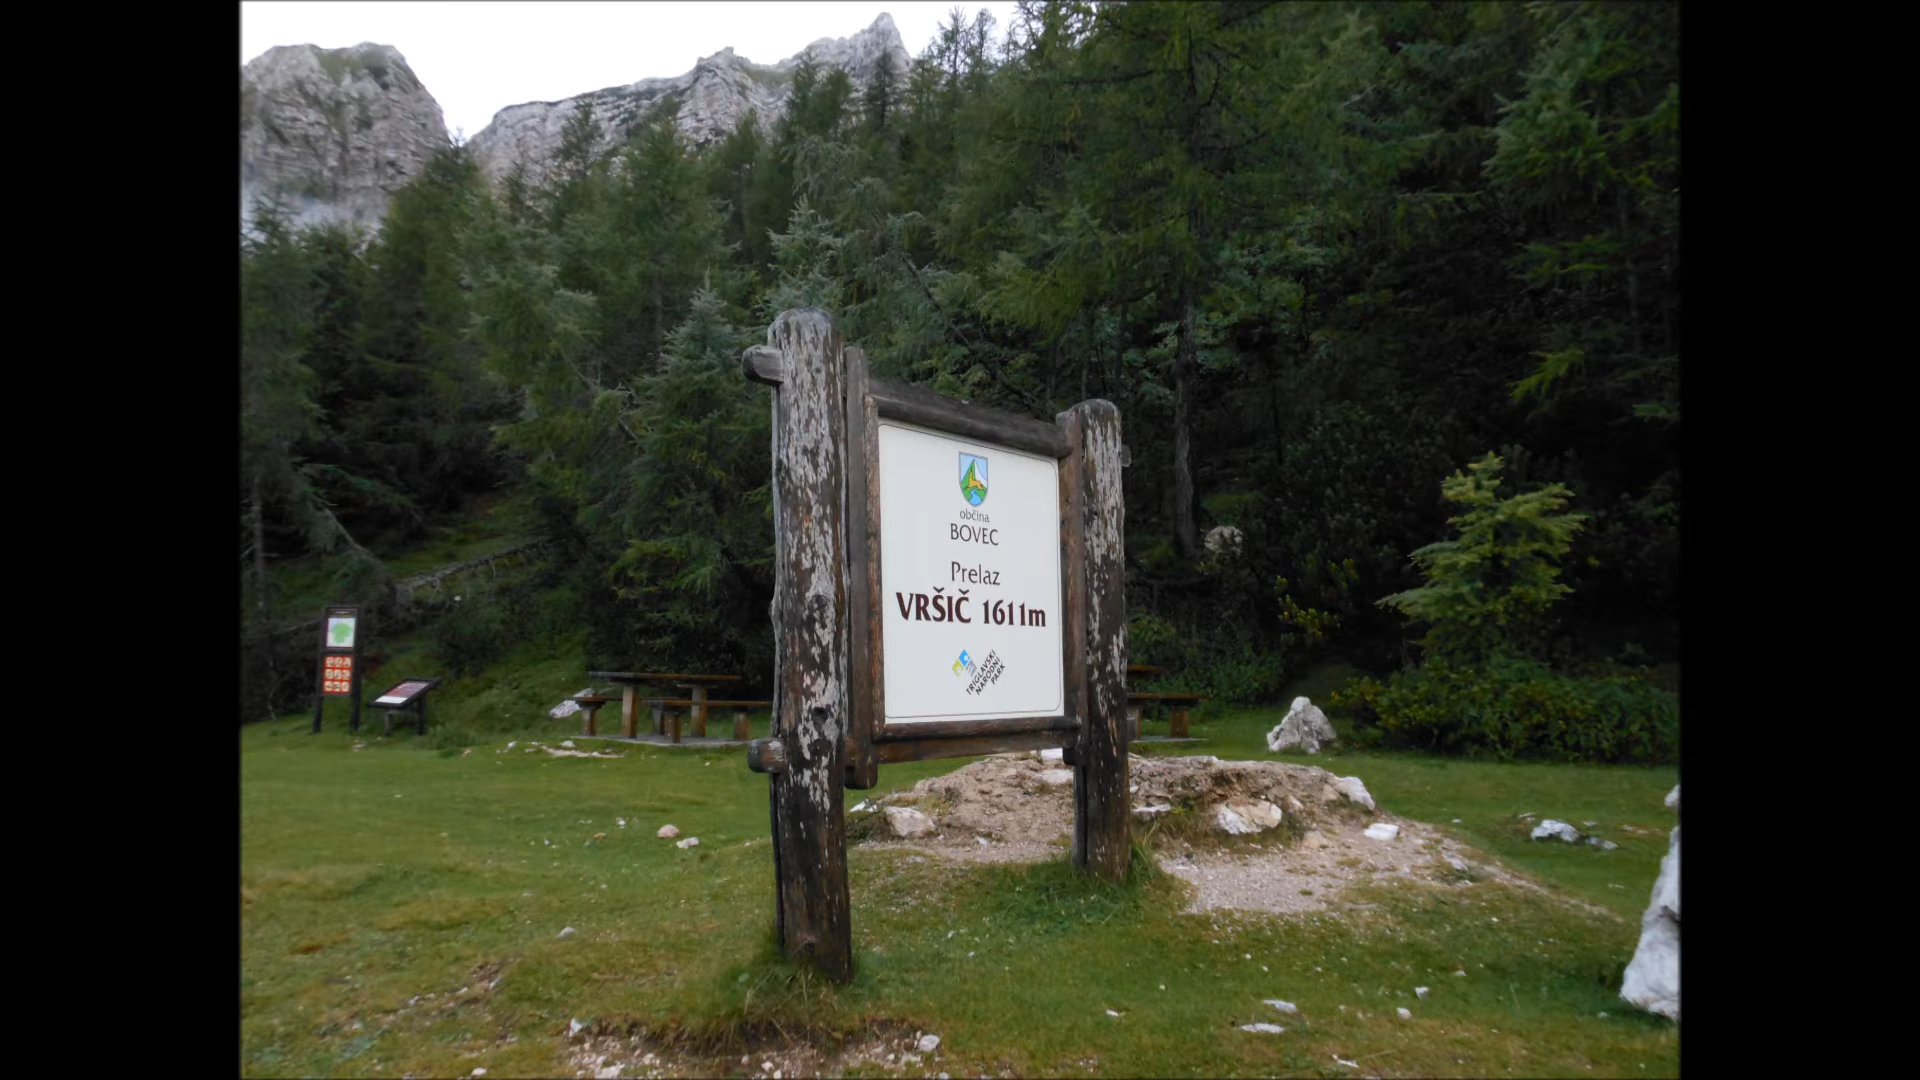 občina
BOVEC
Prelaz
VRŠIČ 1611m
TRIGLAVSKI
NARODNI
PARK